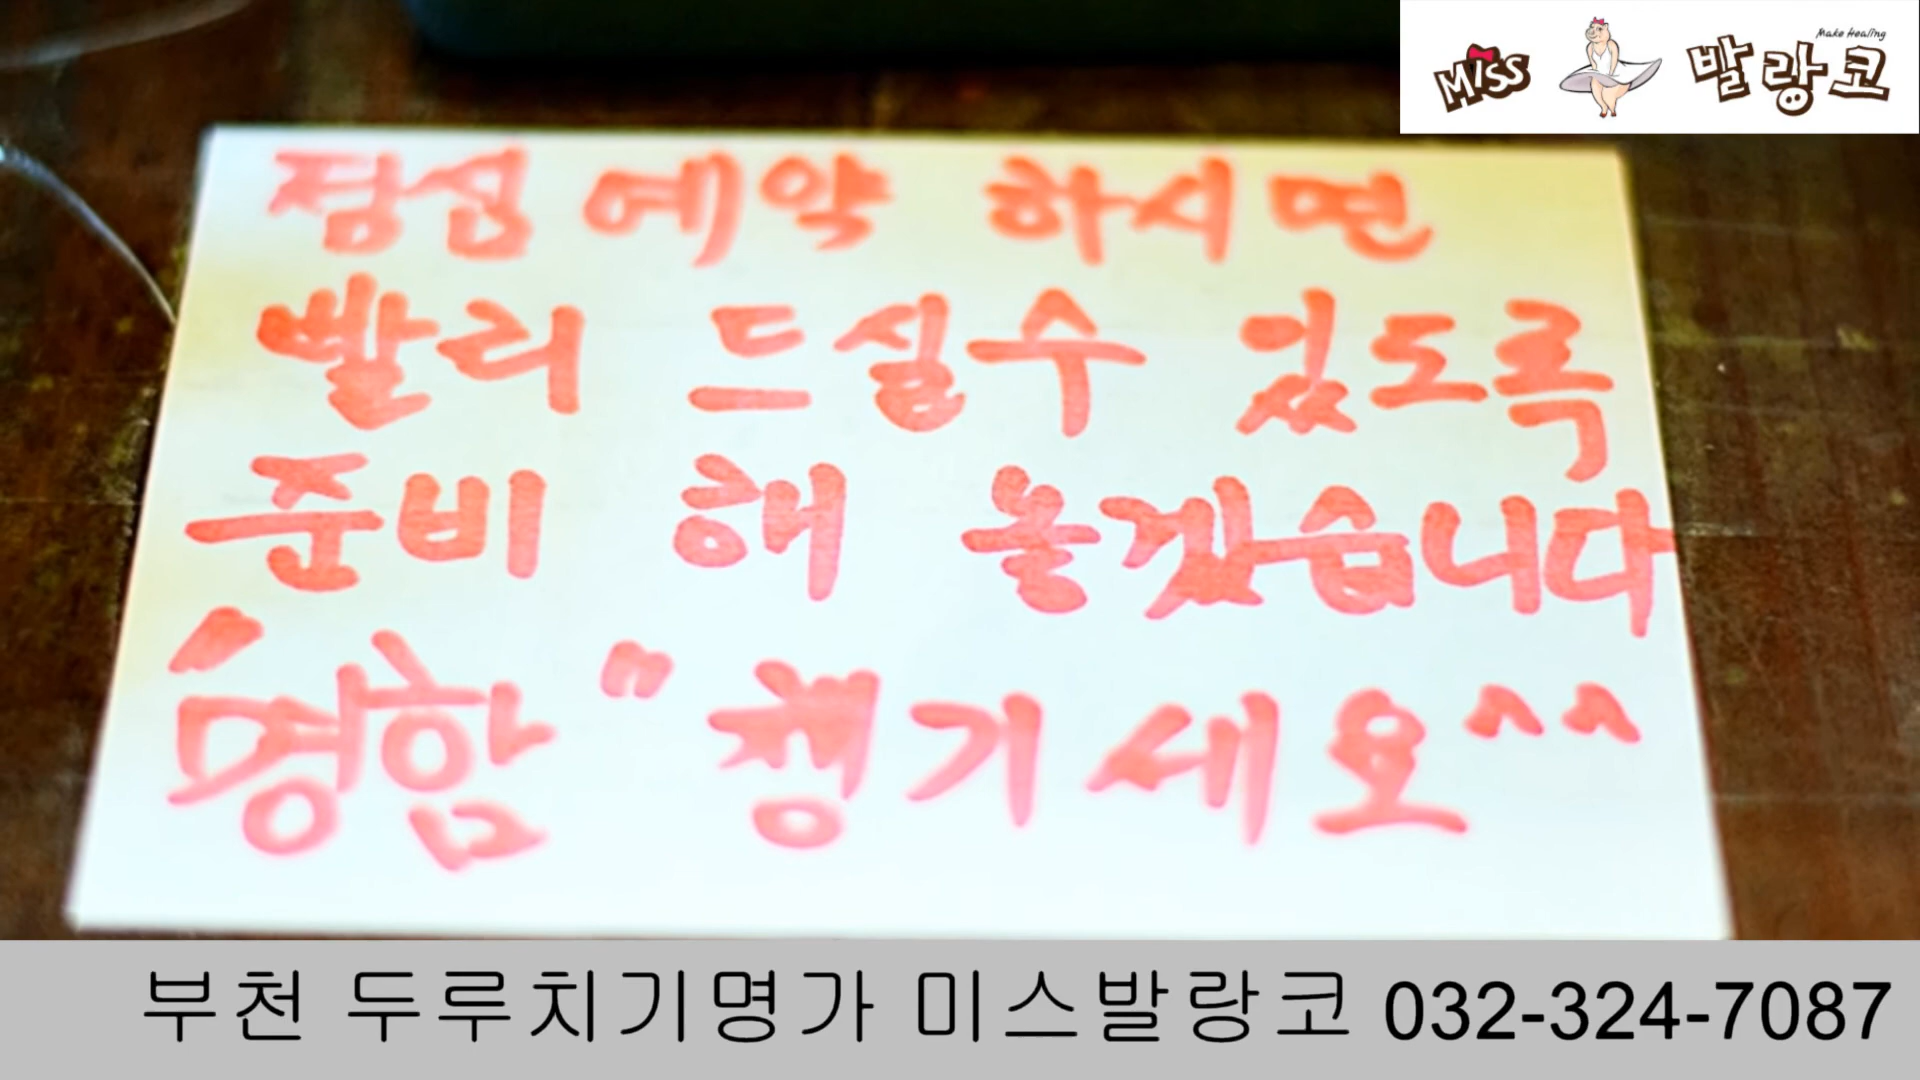 Make Healing
MISS 발랑코
점심 예약 하시면
빨리 드실수 있도록
준비 해 놓겠습니다
"명함" 챙기세요^^
부천 두루치기명가 미스발랑코 032-324-7087